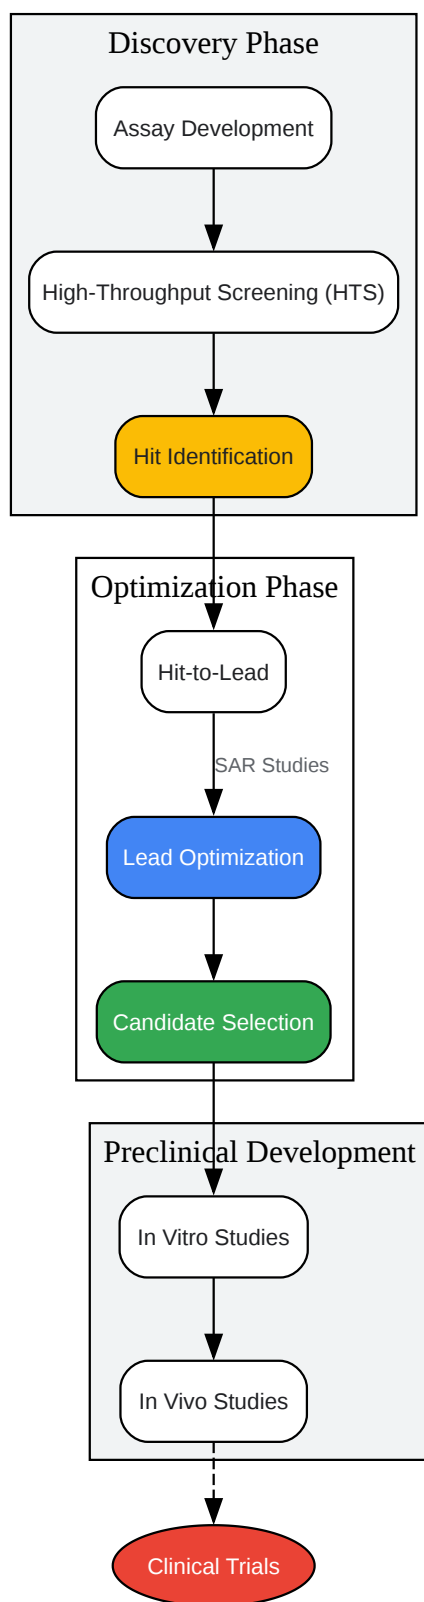 Discovery Phase
Assay Development
High-Throughput Screening (HTS)
Hit Identification
Optimization Phase
Hit-to-Lead
SAR Studies
Lead Optimization
Candidate Selection
Preclinical Development
In Vitro Studies
In Vivo Studies
Clinical Trials